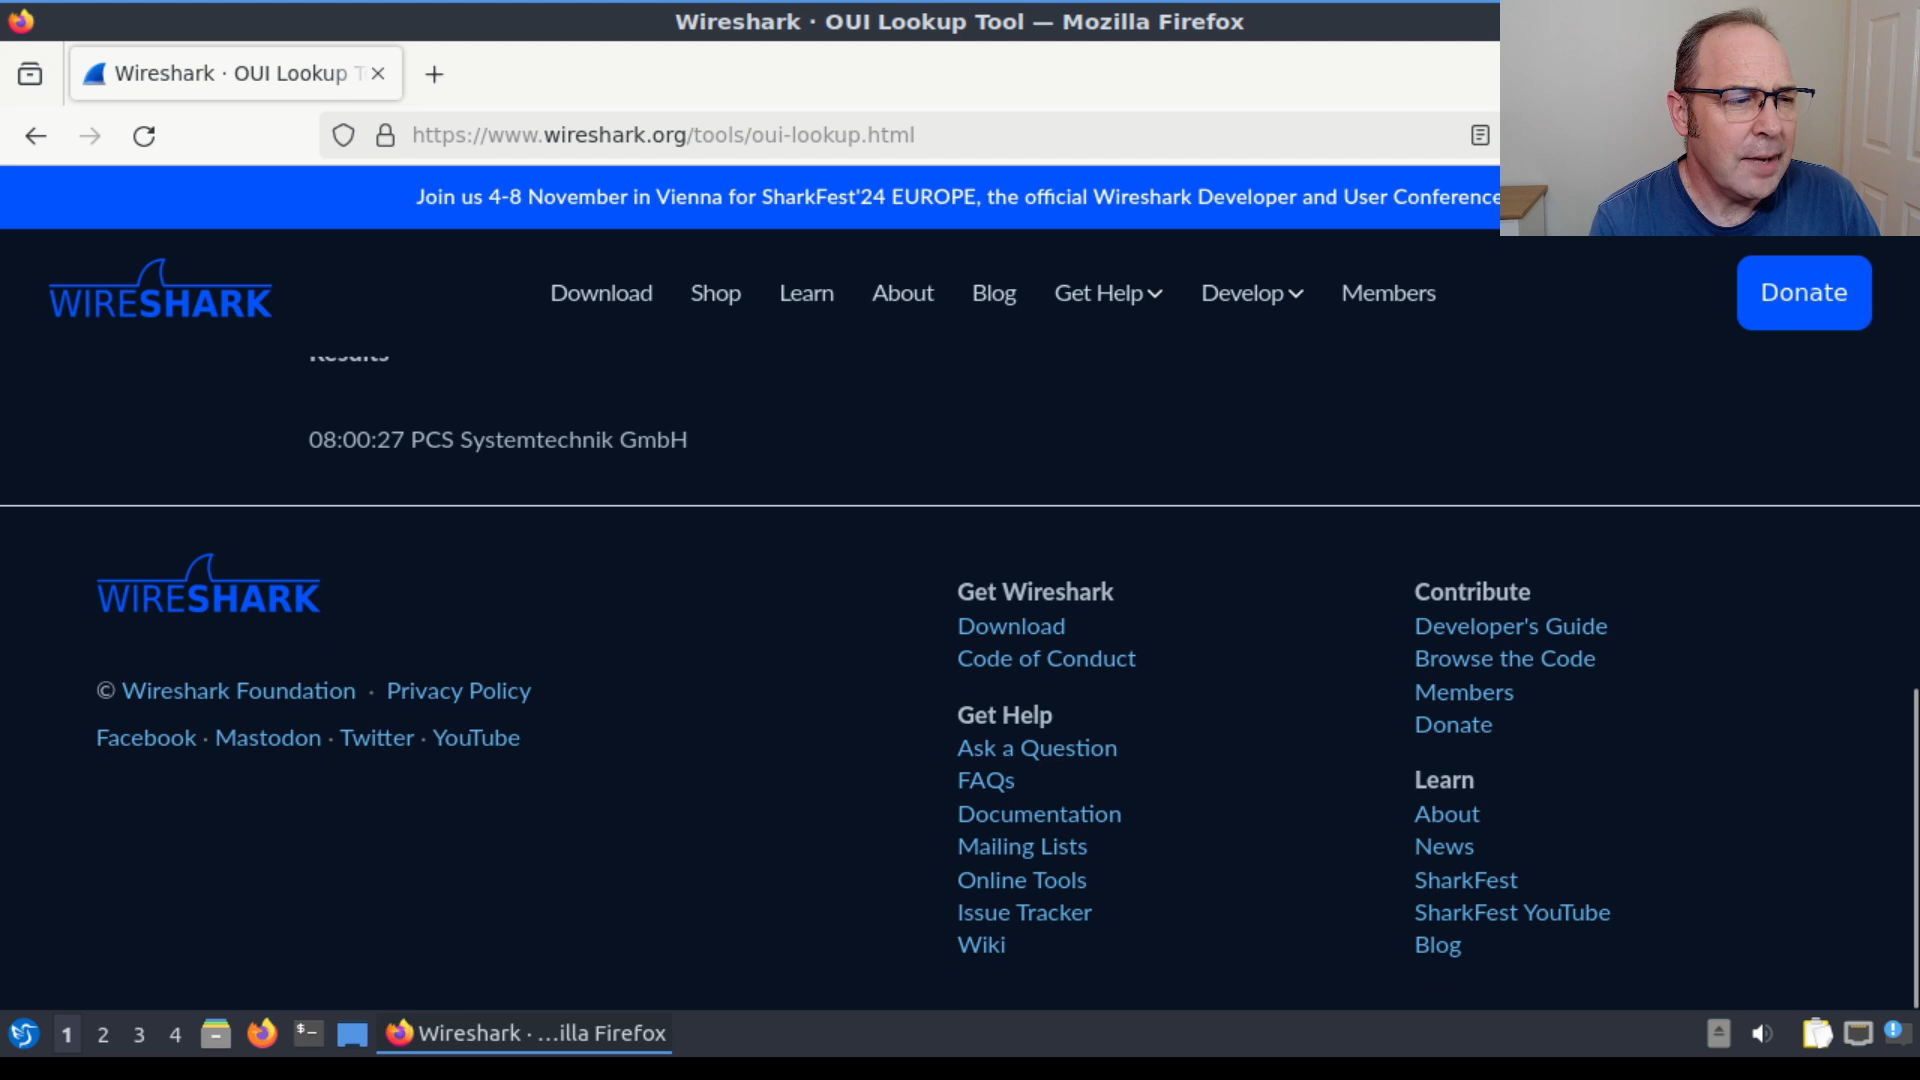 Wireshark · OUI Lookup Tool — Mozilla Firefox
Wireshark · OUI Lookup T
https://www.wireshark.org/tools/oui-lookup.html
Join us 4-8 November in Vienna for SharkFest'24 EUROPE, the official Wireshark Developer and User Conference
WIRESHARK
Download
Shop
Learn
About
Blog
Get Help
Develop
Members
Donate
Results
08:00:27 PCS Systemtechnik GmbH
WIRESHARK
© Wireshark Foundation · Privacy Policy
Facebook · Mastodon · Twitter · YouTube
Get Wireshark
Download
Code of Conduct
Get Help
Ask a Question
FAQs
Documentation
Mailing Lists
Online Tools
Issue Tracker
Wiki
Contribute
Developer's Guide
Browse the Code
Members
Donate
Learn
About
News
SharkFest
SharkFest YouTube
Blog
1 2 3 4
$–
Wireshark · ...illa Firefox